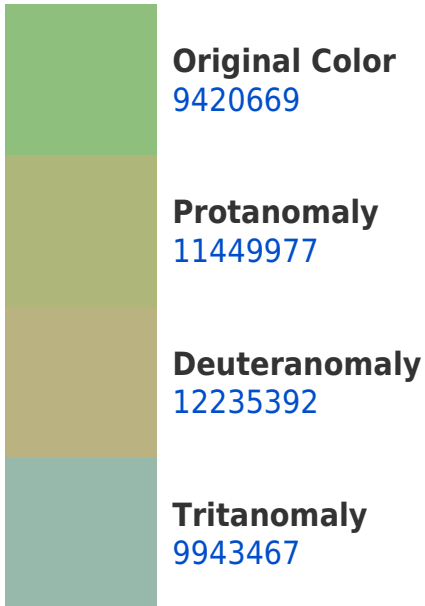 Original Color
9420669
Protanomaly
11449977
Deuteranomaly
12235392
Tritanomaly
9943467